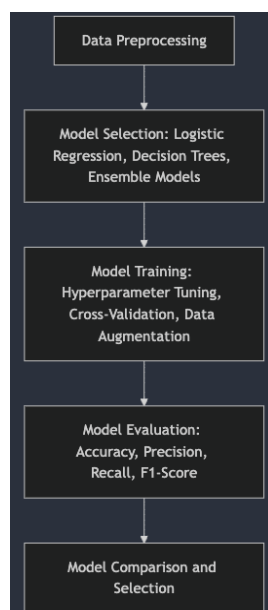 Data Preprocessing
Model Selection: Logistic
Regression, Decision Trees,
Ensemble Models
Model Training:
Hyperparameter Tuning,
Cross-Validation, Data
Augmentation
Model Evaluation:
Accuracy, Precision,
Recall, F1-Score
Model Comparison and
Selection